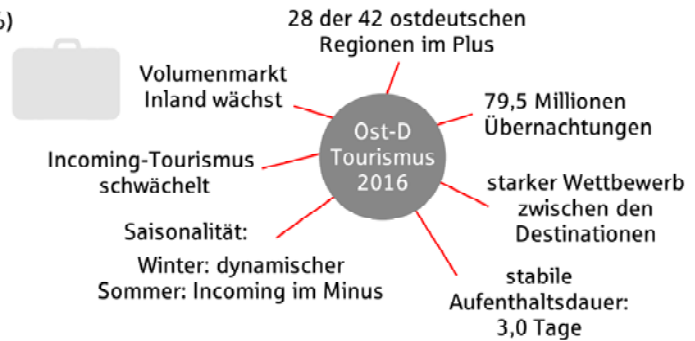 %)
28 der 42 ostdeutschen
Regionen im Plus
Volumenmarkt
Inland wächst
79,5 Millionen
Übernachtungen
Ost-D
Tourismus
2016
Incoming-Tourismus
schwächelt
starker Wettbewerb
zwischen den
Destinationen
Saisonalität:
Winter: dynamischer
Sommer: Incoming im Minus
stabile
Aufenthaltsdauer:
3,0 Tage